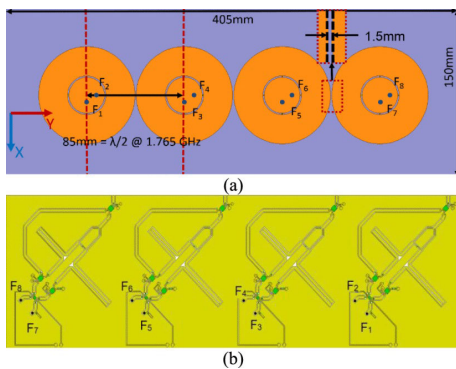 405mm
1.5mm
150mm
F2
F4
F6
F8
F1
F3
F5
F7
Y
X
85mm = λ/2 @ 1.765 GHz
(a)
F8
F6
F4
F2
F7
F5
F3
F1
(b)